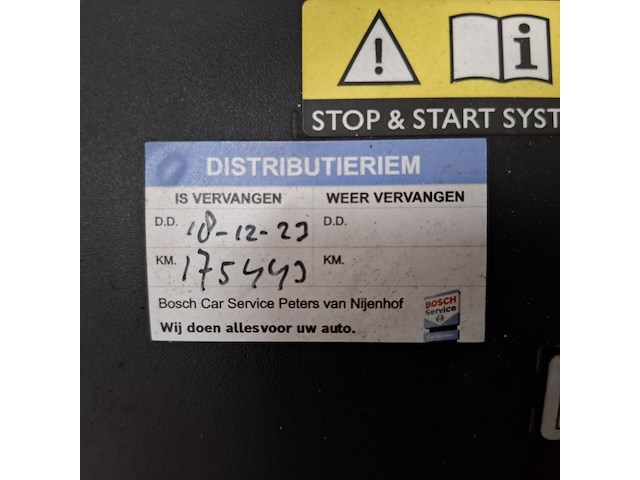 STOP & START SYST
DISTRIBUTIERIEM
IS VERVANGEN WEER VERVANGEN
D.D. 18-12-23 D.D.
KM. 175443 KM.
Bosch Car Service Peters van Nijenhof
BOSCH
Service
Wij doen allesvoor uw auto.